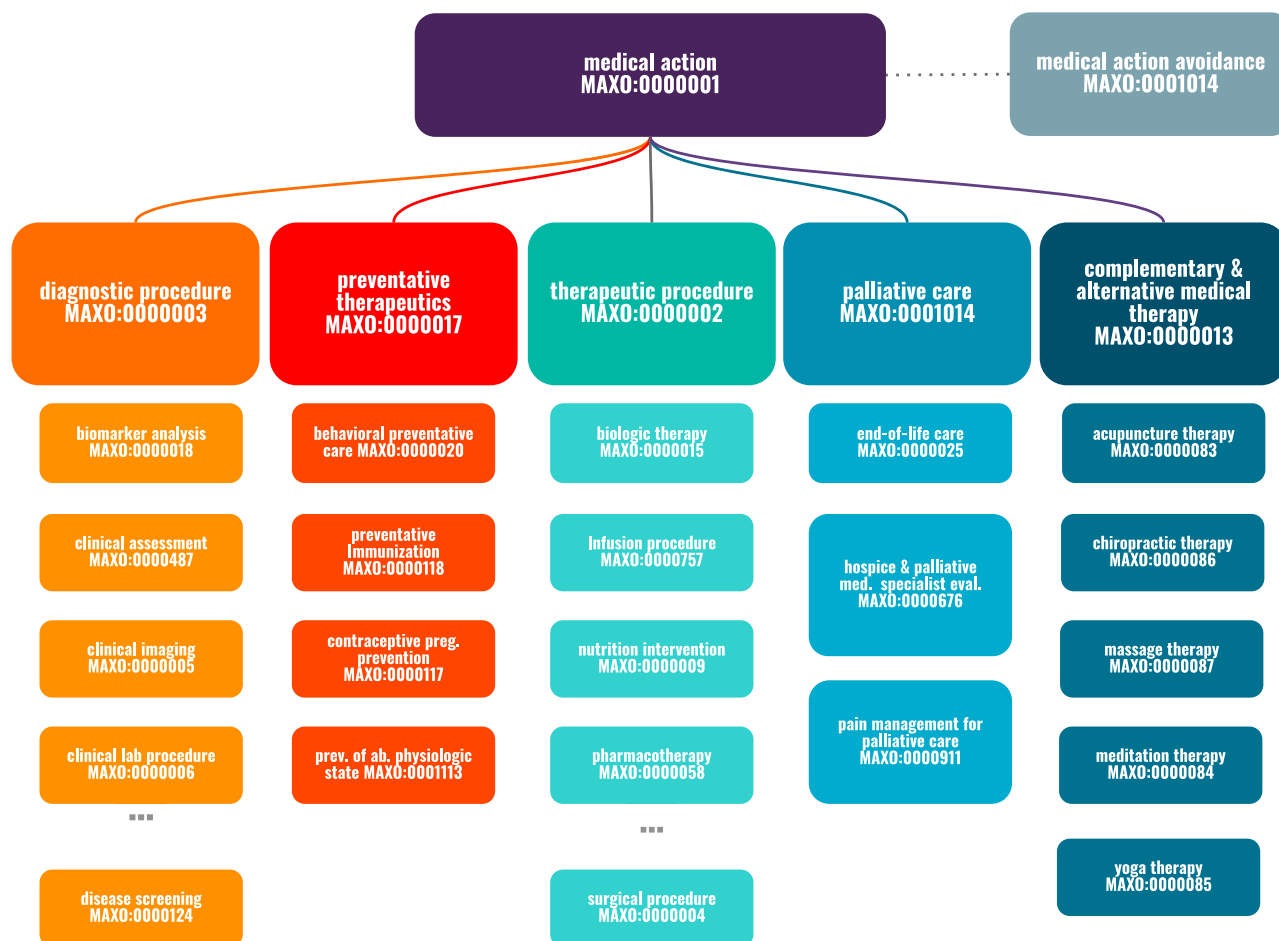 medical action
MAXO:0000001
medical action avoidance
MAXO:0001014
diagnostic procedure
MAXO:0000003
preventative
therapeutics
MAXO:0000017
therapeutic procedure
MAXO:0000002
palliative care
MAXO:0001014
complementary &
alternative medical
therapy
MAXO:0000013
biomarker analysis
MAXO:0000018
behavioral preventative
care MAXO:0000020
biologic therapy
MAXO:0000015
end-of-life care
MAXO:0000025
acupuncture therapy
MAXO:0000083
clinical assessment
MAXO:0000487
preventative
Immunization
MAXO:0000118
Infusion procedure
MAXO:0000757
hospice & palliative
med. specialist eval.
MAXO:0000676
chiropractic therapy
MAXO:0000086
clinical imaging
MAXO:0000005
contraceptive preg.
prevention
MAXO:0000117
nutrition intervention
MAXO:0000009
massage therapy
MAXO:0000087
clinical lab procedure
MAXO:0000006
prev. of ab. physiologic
state MAXO:0001113
pharmacotherapy
MAXO:0000058
pain management for
palliative care
MAXO:0000911
meditation therapy
MAXO:0000084
...
...
disease screening
MAXO:0000124
surgical procedure
MAXO:0000004
yoga therapy
MAXO:0000085